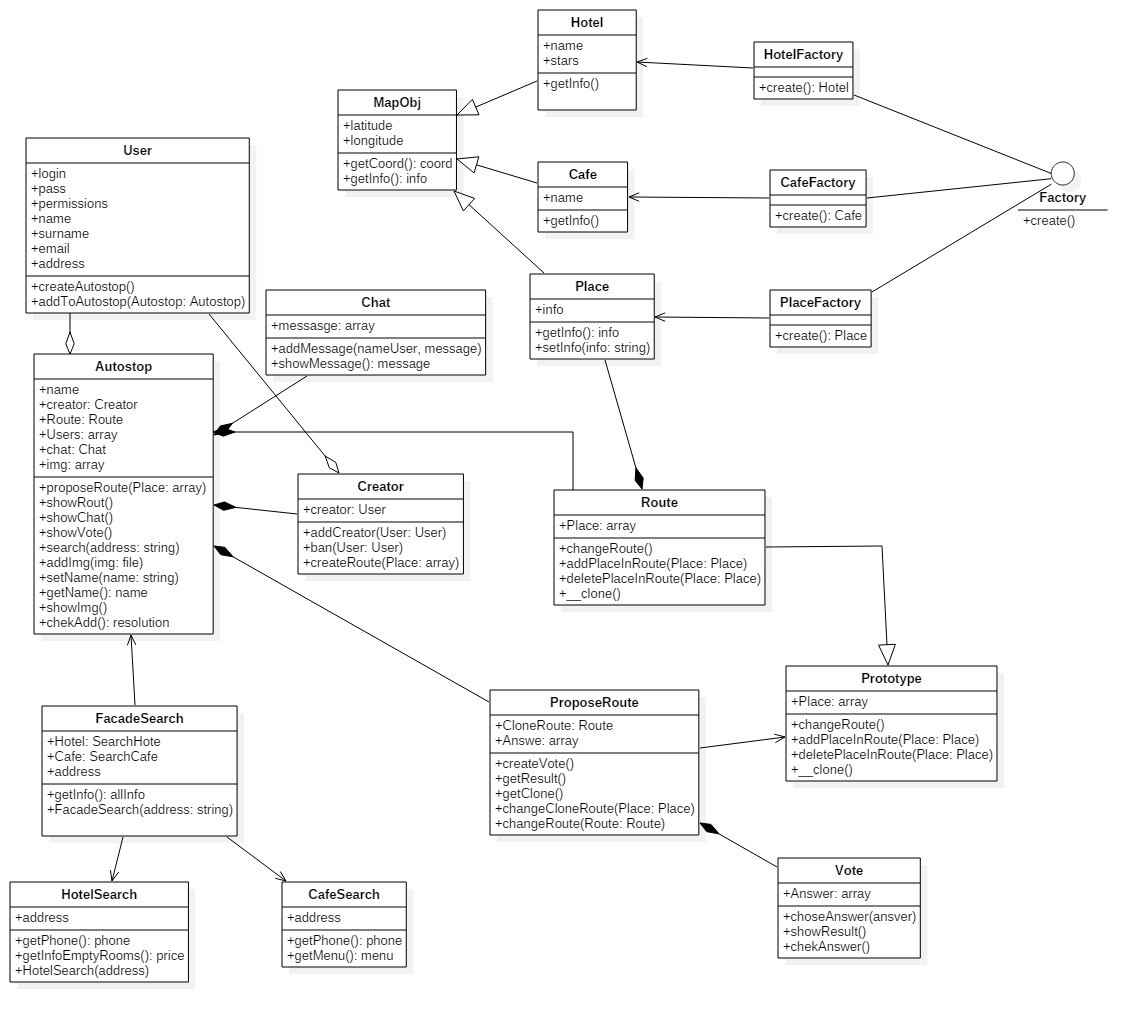 Hotel
+name
+stars
+getInfo()
HotelFactory
+create(): Hotel
MapObj
+latitude
+longitude
+getCoord(): coord
+getInfo(): info
User
+login
+pass
+permissions
+name
+surname
+email
+address
+createAutostop()
+addToAutostop(Autostop: Autostop)
Cafe
+name
+getInfo()
CafeFactory
+create(): Cafe
Factory
+create()
Place
+info
+getInfo(): info
+setInfo(info: string)
PlaceFactory
+create(): Place
Chat
+messasge: array
+addMessage(nameUser, message)
+showMessage(): message
Autostop
+name
+creator: Creator
+Route: Route
+Users: array
+chat: Chat
+img: array
+proposeRoute(Place: array)
+showRout()
+showChat()
+showVote()
+search(address: string)
+addImg(img: file)
+setName(name: string)
+getName(): name
+showImg()
+chekAdd(): resolution
Creator
+creator: User
+addCreator(User: User)
+ban(User: User)
+createRoute(Place: array)
Route
+Place: array
+changeRoute()
+addPlaceInRoute(Place: Place)
+deletePlaceInRoute(Place: Place)
+__clone()
Prototype
+Place: array
+changeRoute()
+addPlaceInRoute(Place: Place)
+deletePlaceInRoute(Place: Place)
+__clone()
ProposeRoute
+CloneRoute: Route
+Answe: array
+createVote()
+getResult()
+getClone()
+changeCloneRoute(Place: Place)
+changeRoute(Route: Route)
FacadeSearch
+Hotel: SearchHote
+Cafe: SearchCafe
+address
+getInfo(): allInfo
+FacadeSearch(address: string)
HotelSearch
+address
+getPhone(): phone
+getInfoEmptyRooms(): price
+HotelSearch(address)
CafeSearch
+address
+getPhone(): phone
+getMenu(): menu
Vote
+Answer: array
+choseAnswer(ansver)
+showResult()
+chekAnswer()